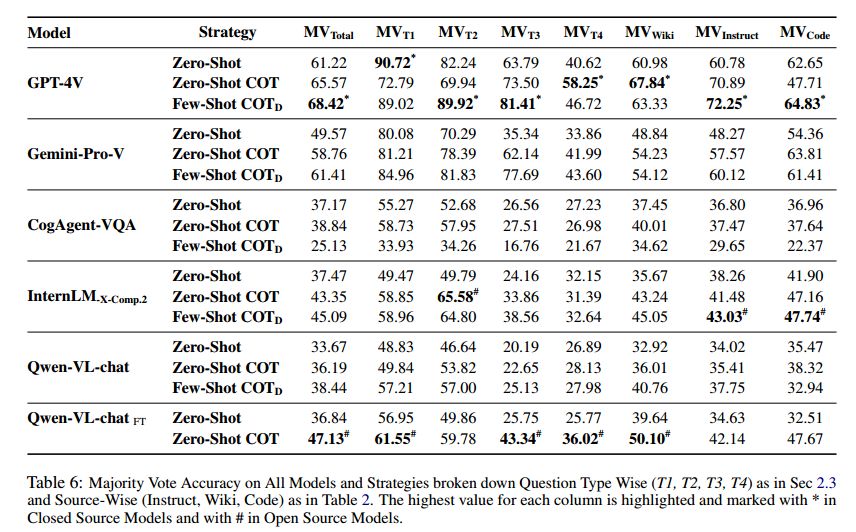 Model Strategy MV_Total MV_T1 MV_T2 MV_T3 MV_T4 MV_Wiki MV_Instruct MV_Code
Zero-Shot 61.22 90.72* 82.24 63.79 40.62 60.98 60.78 62.65
GPT-4V Zero-Shot COT 65.57 72.79 69.94 73.50 58.25* 67.84* 70.89 47.71
Few-Shot COT_D 68.42* 89.02 89.92* 81.41* 46.72 63.33 72.25* 64.83*
Zero-Shot 49.57 80.08 70.29 35.34 33.86 48.84 48.27 54.36
Gemini-Pro-V Zero-Shot COT 58.76 81.21 78.39 62.14 41.99 54.23 57.57 63.81
Few-Shot COT_D 61.41 84.96 81.83 77.69 43.60 54.12 60.12 61.41
Zero-Shot 37.17 55.27 52.68 26.56 27.23 37.45 36.80 36.96
CogAgent-VQA Zero-Shot COT 38.84 58.73 57.95 27.51 26.98 40.01 37.47 37.64
Few-Shot COT_D 25.13 33.93 34.26 16.76 21.67 34.62 29.65 22.37
Zero-Shot 37.47 49.47 49.79 24.16 32.15 35.67 38.26 41.90
InternLM-X-Comp.2 Zero-Shot COT 43.35 58.85 65.58# 33.86 31.39 43.24 41.48 47.16
Few-Shot COT_D 45.09 58.96 64.80 38.56 32.64 45.05 43.03# 47.74#
Zero-Shot 33.67 48.83 46.64 20.19 26.89 32.92 34.02 35.47
Qwen-VL-chat Zero-Shot COT 36.19 49.84 53.82 22.65 28.13 36.01 35.41 38.32
Few-Shot COT_D 38.44 57.21 57.00 25.13 27.98 40.76 37.75 32.94
Qwen-VL-chat FT Zero-Shot 36.84 56.95 49.86 25.75 25.77 39.64 34.63 32.51
Zero-Shot COT 47.13# 61.55# 59.78 43.34# 36.02# 50.10# 42.14 47.67
Table 6: Majority Vote Accuracy on All Models and Strategies broken down Question Type Wise (T1, T2, T3, T4) as in Sec 2.3
and Source-Wise (Instruct, Wiki, Code) as in Table 2. The highest value for each column is highlighted and marked with * in
Closed Source Models and with # in Open Source Models.